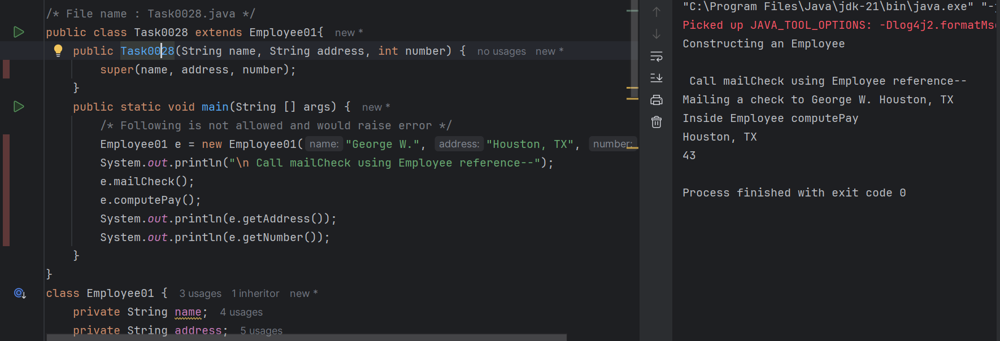 /* File name : Task0028.java */
public class Task0028 extends Employee01{ new *
public Task0028(String name, String address, int number) { no usages new *
super(name, address, number);
}
public static void main(String [] args) { new *
/* Following is not allowed and would raise error */
Employee01 e = new Employee01( name: "George W.", address: "Houston, TX", number:
System.out.println("\n Call mailCheck using Employee reference--");
e.mailCheck();
e.computePay();
System.out.println(e.getAddress());
System.out.println(e.getNumber());
}
}
class Employee01 { 3 usages 1 inheritor new *
private String name; 4 usages
private String address; 5 usages
"C:\Program Files\Java\jdk-21\bin\java.exe" "-
Picked up JAVA_TOOL_OPTIONS: -Dlog4j2.formatMs
Constructing an Employee
Call mailCheck using Employee reference--
Mailing a check to George W. Houston, TX
Inside Employee computePay
Houston, TX
43
Process finished with exit code 0